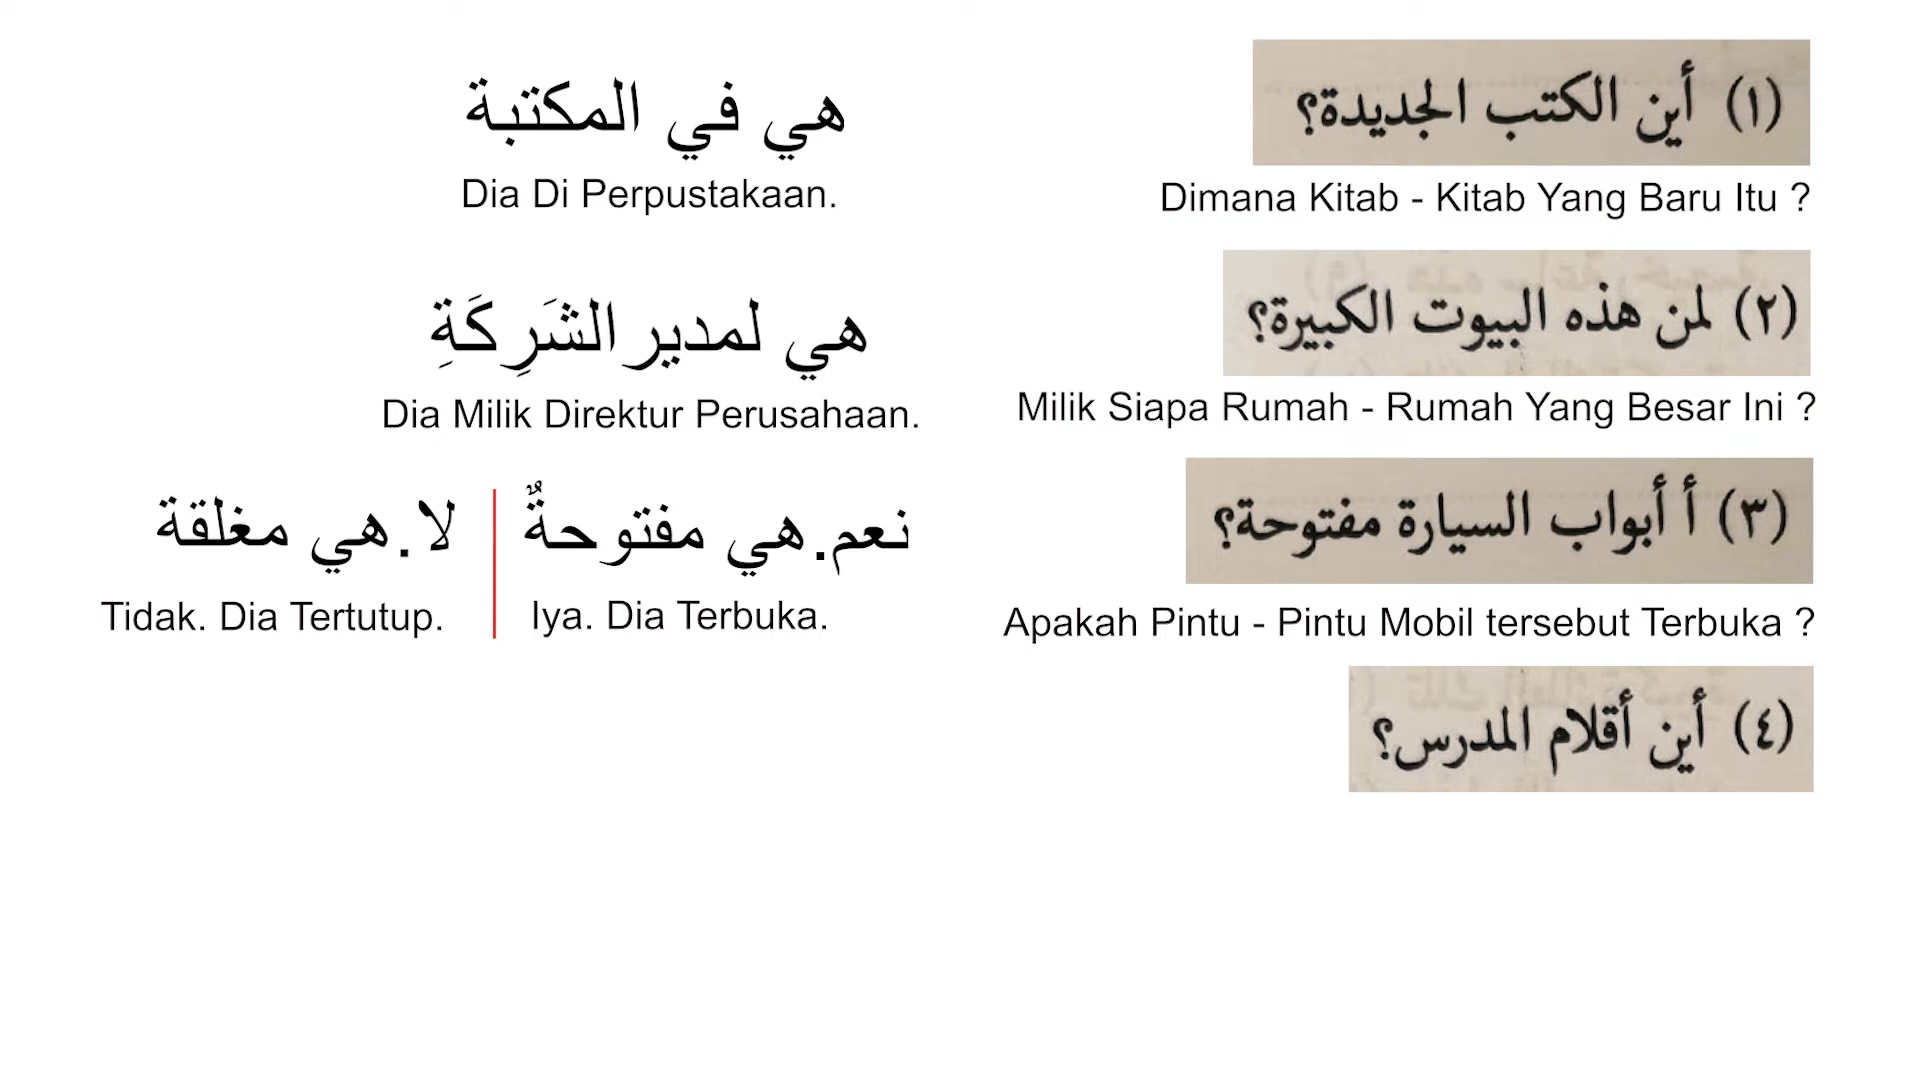 (١) أين الكتب الجديدة؟
Dimana Kitab - Kitab Yang Baru Itu ?
هي في المكتبة
Dia Di Perpustakaan.
(٢) لمن هذه البيوت الكبيرة؟
Milik Siapa Rumah - Rumah Yang Besar Ini ?
هي لمدير الشَرِكَةِ
Dia Milik Direktur Perusahaan.
(٣) أ أبواب السيارة مفتوحة؟
Apakah Pintu - Pintu Mobil tersebut Terbuka ?
نعم.هي مفتوحةٌ
Iya. Dia Terbuka.
لا.هي مغلقة
Tidak. Dia Tertutup.
(٤) أين أقلام المدرس؟